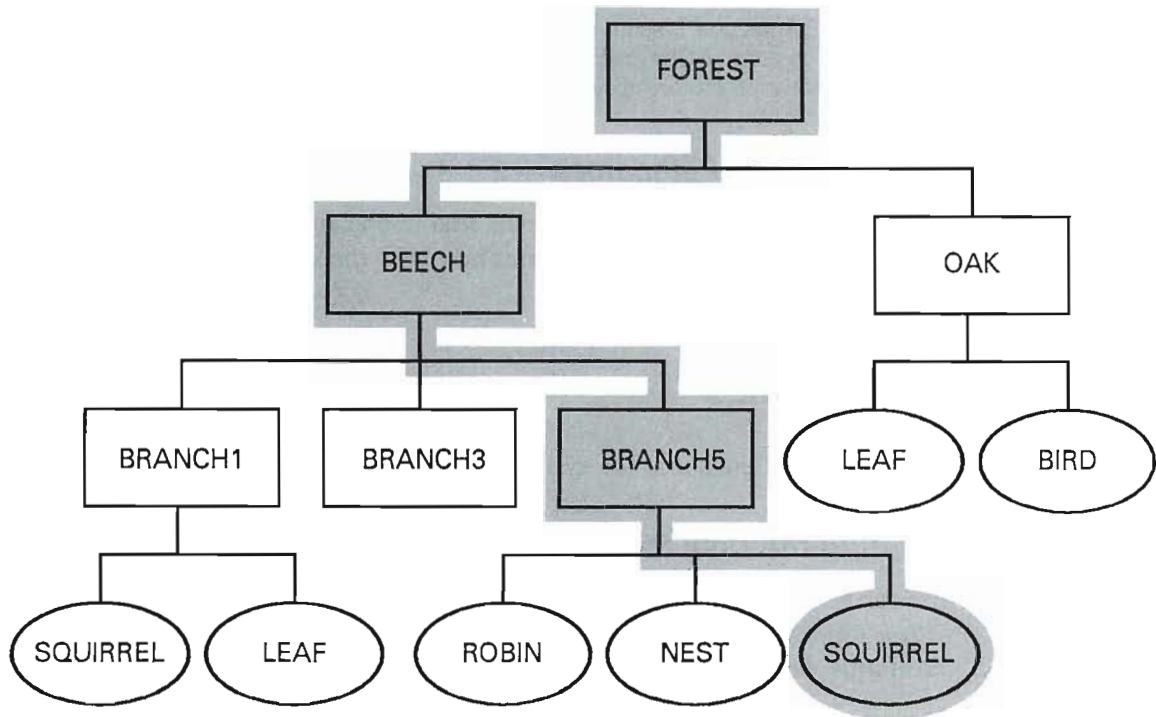 FOREST
BEECH OAK
BRANCH1 BRANCH3 BRANCH5 LEAF BIRD
SQUIRREL LEAF ROBIN NEST SQUIRREL